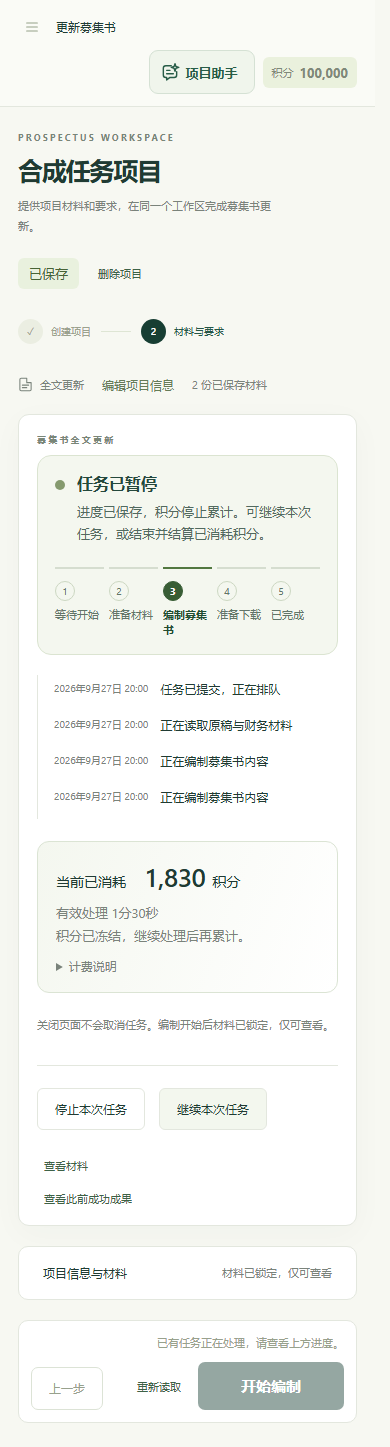 更新募集书
项目助手
积分 100,000
PROSPECTUS WORKSPACE
合成任务项目
提供项目材料和要求，在同一个工作区完成募集书更
新。
已保存 删除项目
✓ 创建项目 2 材料与要求
全文更新 编辑项目信息 2 份已保存材料
募集书全文更新
任务已暂停
进度已保存，积分停止累计。可继续本次
任务，或结束并结算已消耗积分。
1 2 3 4 5
等待开始 准备材料 编制募集 准备下载 已完成
书
2026年9月27日 20:00 任务已提交，正在排队
2026年9月27日 20:00 正在读取原稿与财务材料
2026年9月27日 20:00 正在编制募集书内容
2026年9月27日 20:00 正在编制募集书内容
当前已消耗 1,830 积分
有效处理 1分30秒
积分已冻结，继续处理后再累计。
计费说明
关闭页面不会取消任务。编制开始后材料已锁定，仅可查看。
停止本次任务 继续本次任务
查看材料
查看此前成功成果
项目信息与材料 材料已锁定，仅可查看
已有任务正在处理，请查看上方进度。
上一步 重新读取 开始编制